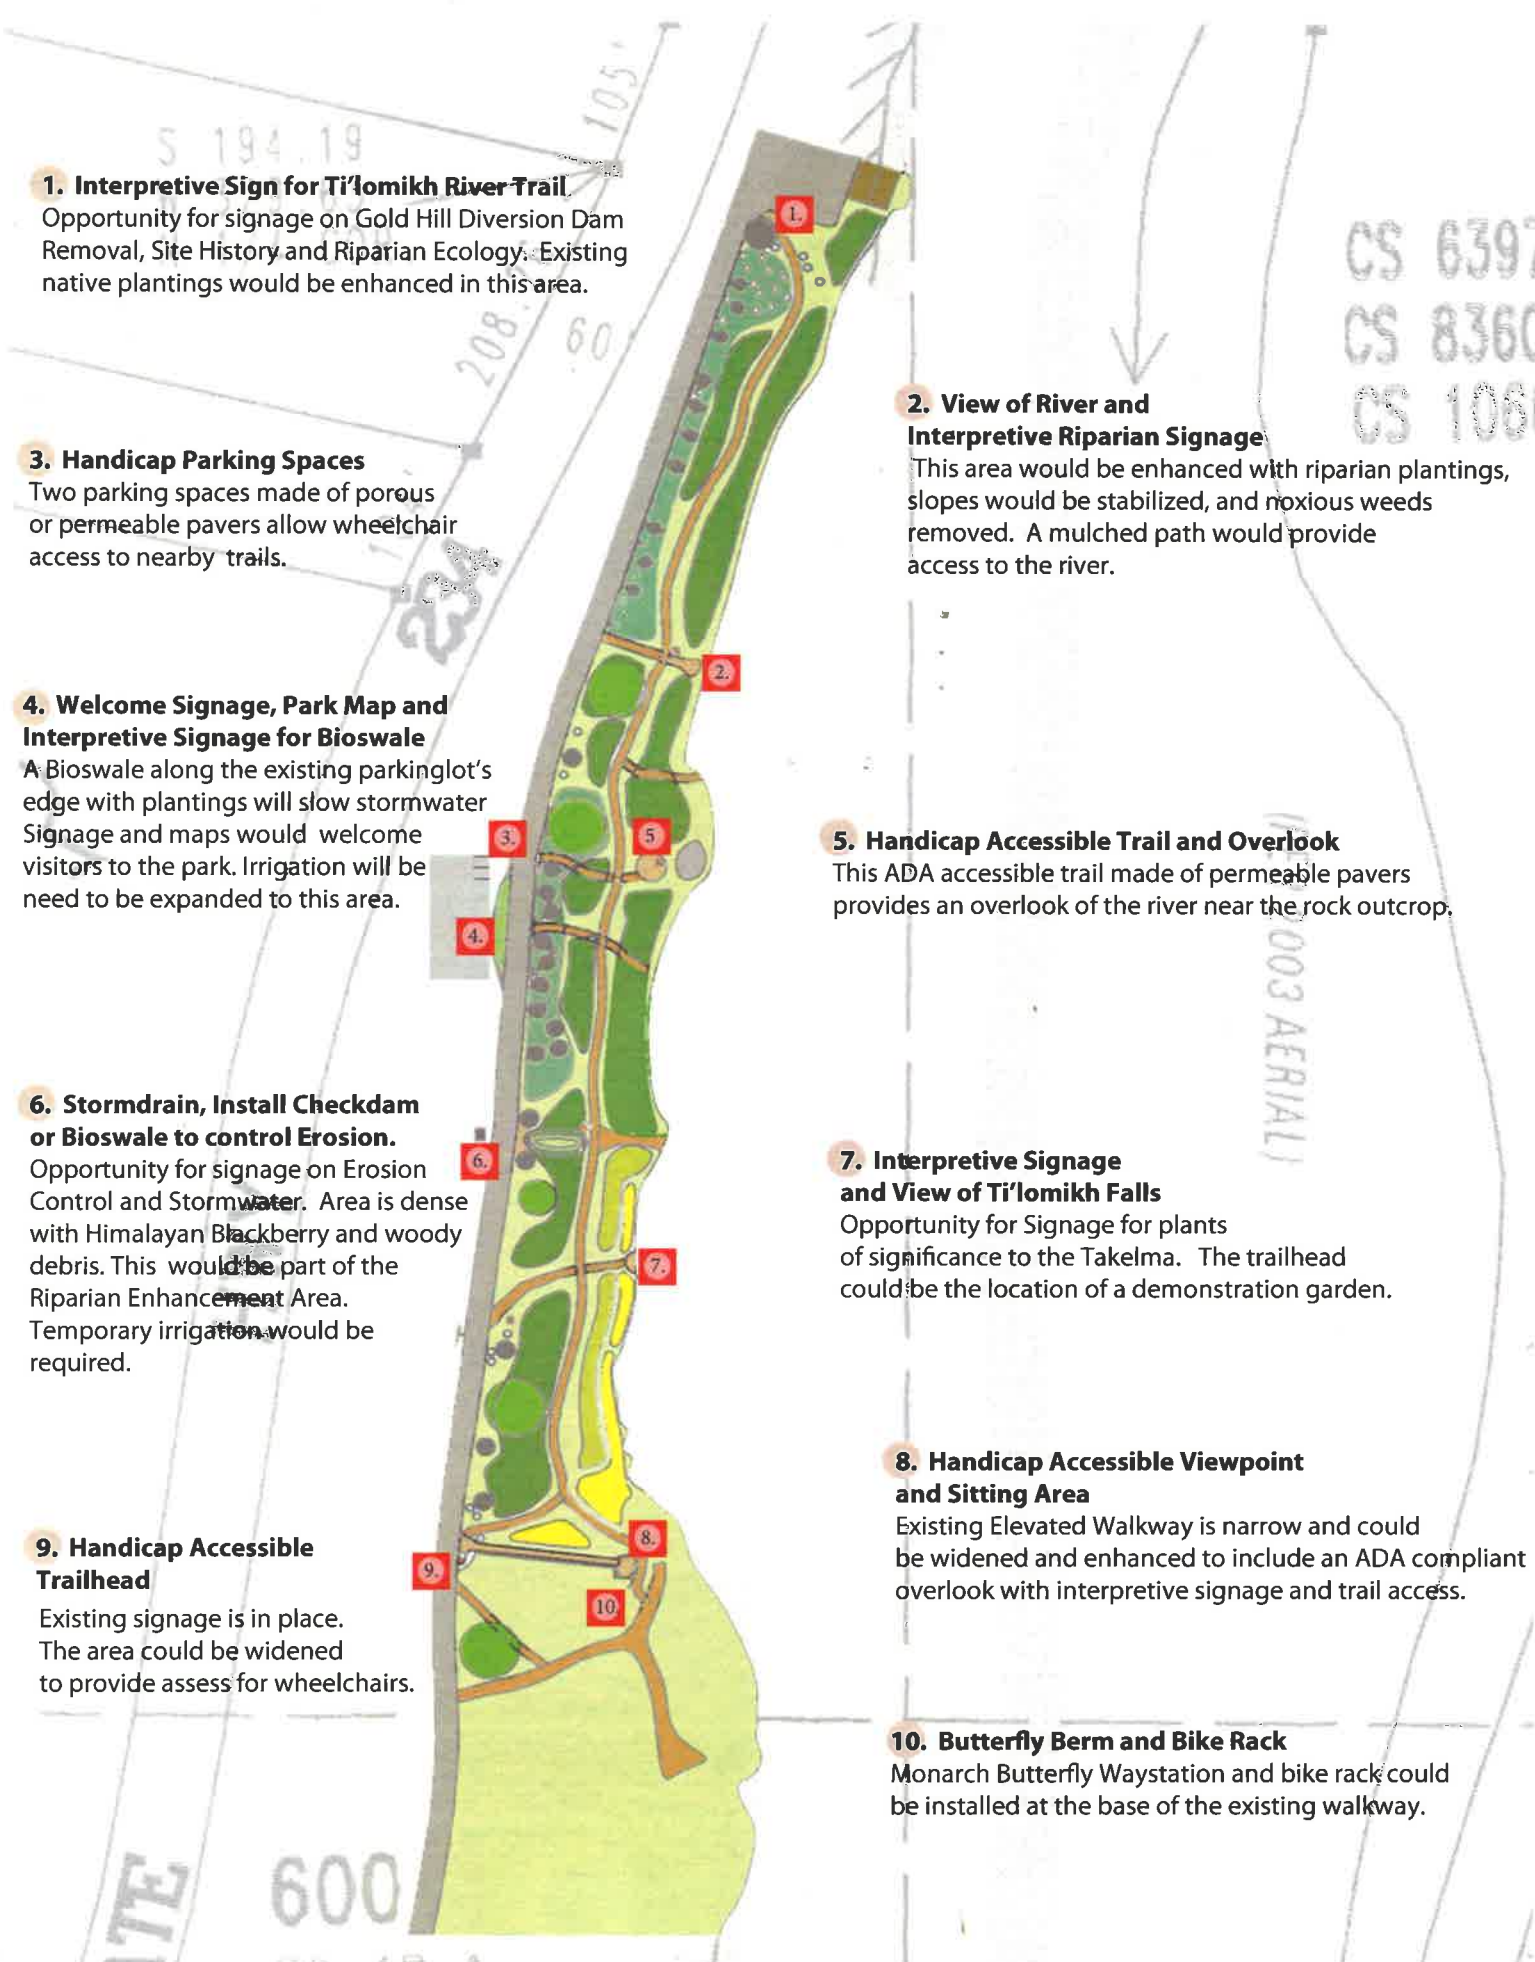 105'
S 194.19
1. Interpretive Sign for Ti'lomikh River Trail
Opportunity for signage on Gold Hill Diversion Dam
Removal, Site History and Riparian Ecology. Existing
native plantings would be enhanced in this area.
208.
60
CS 6397
CS 8360
CS 106
2. View of River and
Interpretive Riparian Signage
This area would be enhanced with riparian plantings,
slopes would be stabilized, and noxious weeds
removed. A mulched path would provide
access to the river.
3. Handicap Parking Spaces
Two parking spaces made of porous
or permeable pavers allow wheelchair
access to nearby trails.
234
4. Welcome Signage, Park Map and
Interpretive Signage for Bioswale
A Bioswale along the existing parkinglot's
edge with plantings will slow stormwater
Signage and maps would welcome
visitors to the park. Irrigation will be
need to be expanded to this area.
5. Handicap Accessible Trail and Overlook
This ADA accessible trail made of permeable pavers
provides an overlook of the river near the rock outcrop.
003 AERIAL)
6. Stormdrain, Install Checkdam
or Bioswale to control Erosion.
Opportunity for signage on Erosion
Control and Stormwater. Area is dense
with Himalayan Blackberry and woody
debris. This would be part of the
Riparian Enhancement Area.
Temporary irrigation would be
required.
7. Interpretive Signage
and View of Ti'lomikh Falls
Opportunity for Signage for plants
of significance to the Takelma. The trailhead
could be the location of a demonstration garden.
8. Handicap Accessible Viewpoint
and Sitting Area
Existing Elevated Walkway is narrow and could
be widened and enhanced to include an ADA compliant
overlook with interpretive signage and trail access.
9. Handicap Accessible
Trailhead
Existing signage is in place.
The area could be widened
to provide assess for wheelchairs.
10. Butterfly Berm and Bike Rack
Monarch Butterfly Waystation and bike rack could
be installed at the base of the existing walkway.
1.
2.
3.
5
4.
6.
7.
8.
9.
10.
600